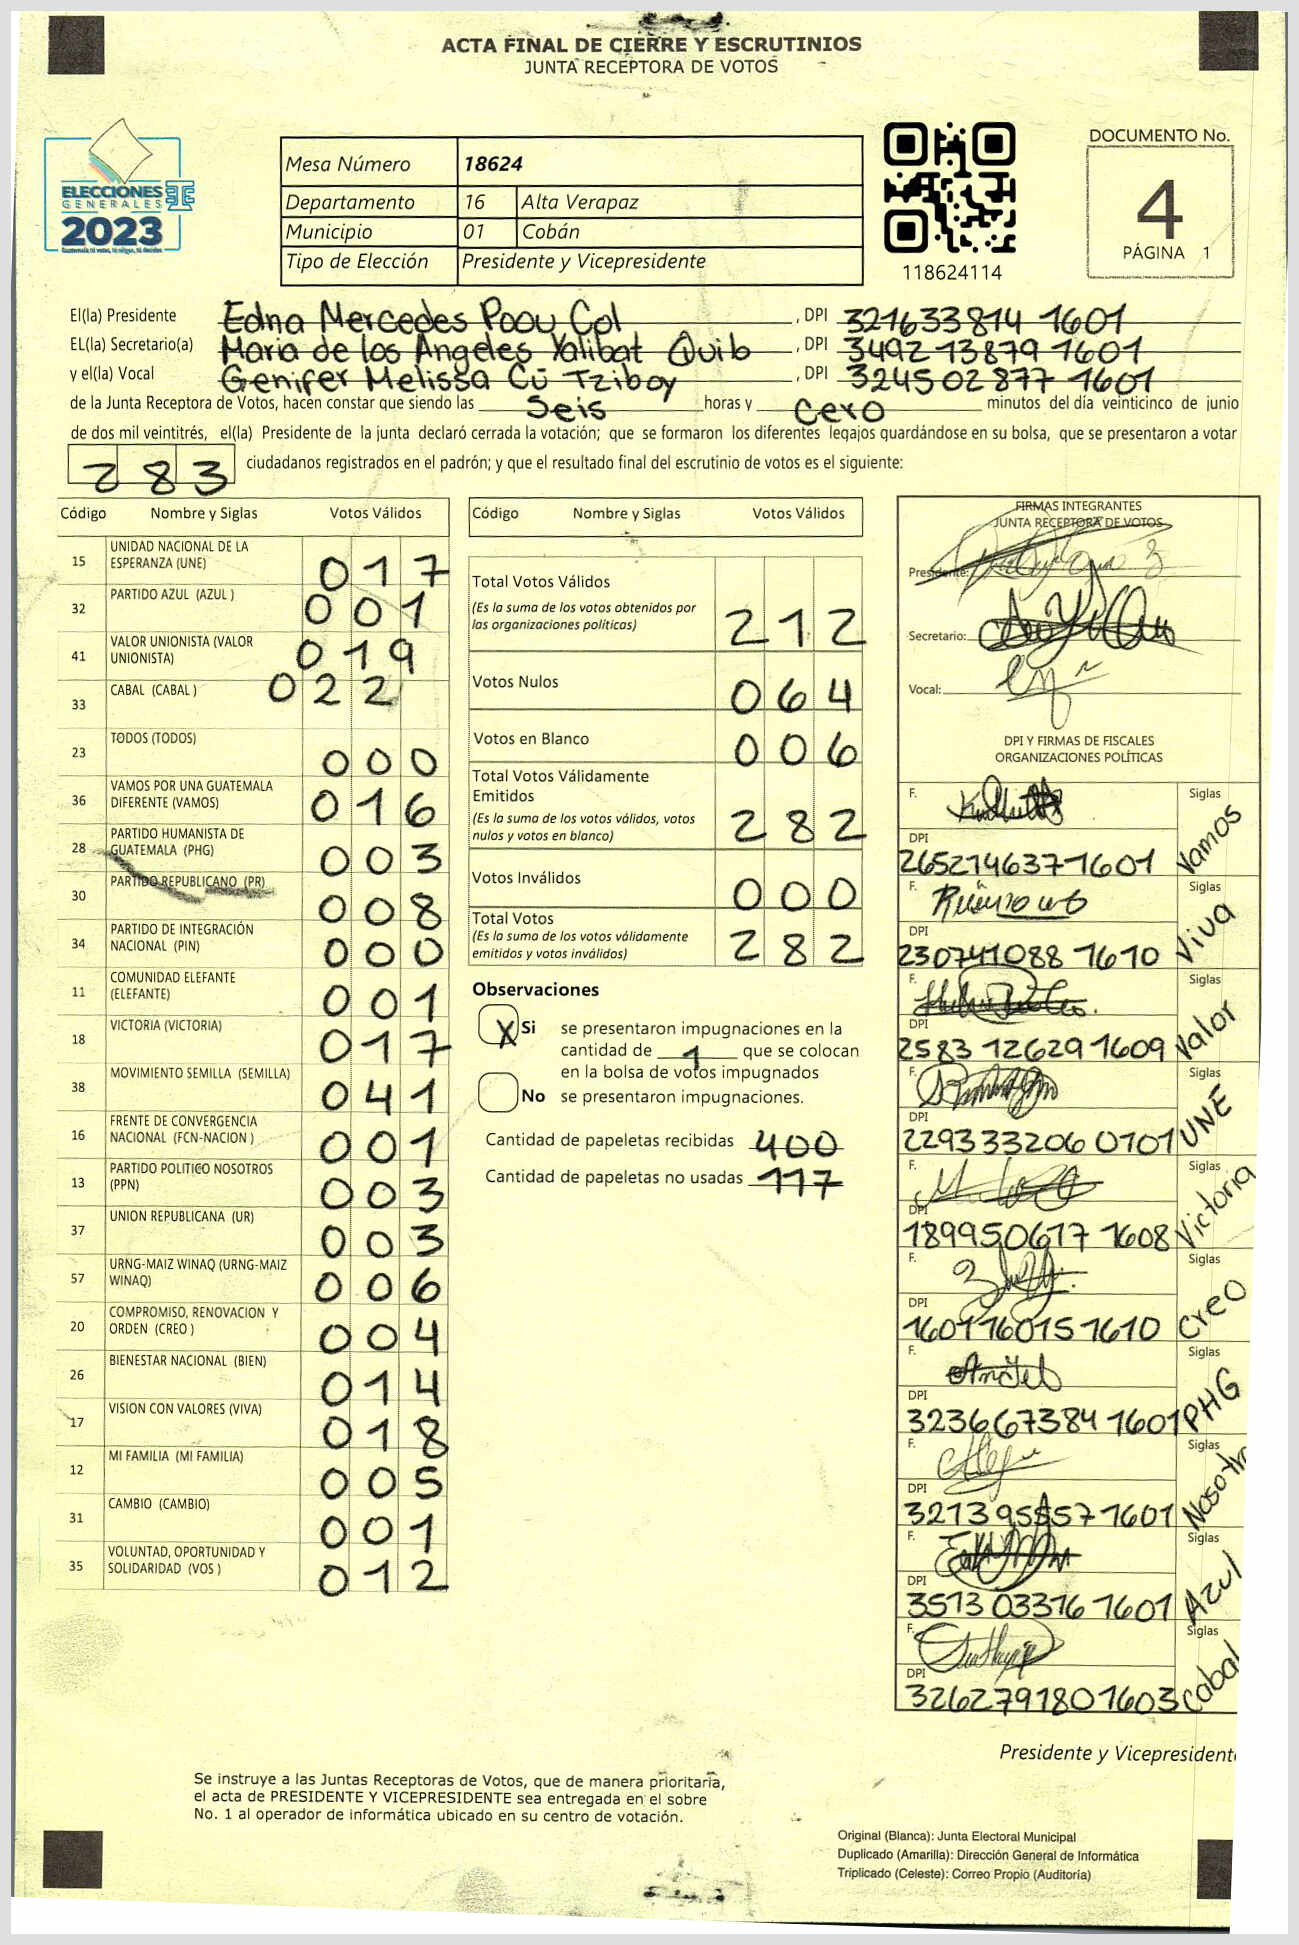 ACTA FINAL DE CIERRE Y ESCRUTINIOS
JUNTA RECEPTORA DE VOTOS
ELECCIONES
GENERALES
2023
Mesa Número 18624
Departamento 16 Alta Verapaz
Municipio 01 Cobán
Tipo de Elección Presidente y Vicepresidente
118624114
DOCUMENTO No.
4
PÁGINA 1
El(la) Presidente Edna Mercedes Poou Col, DPI 321633814 1601
EL(la) Secretario(a) Maria de los Angeles Yalibat Quib, DPI 3492 13879 1601
y el(la) Vocal Genifer Melissa Cú Tziboy, DPI 324502877 1601
de la Junta Receptora de Votos, hacen constar que siendo las Seis horas y Cero minutos del día veinticinco de junio
de dos mil veintitrés, el(la) Presidente de la junta declaró cerrada la votación; que se formaron los diferentes legajos guardándose en su bolsa, que se presentaron a votar
283 ciudadanos registrados en el padrón; y que el resultado final del escrutinio de votos es el siguiente:
Código Nombre y Siglas Votos Válidos
15 UNIDAD NACIONAL DE LA ESPERANZA (UNE) 017
32 PARTIDO AZUL (AZUL ) 001
41 VALOR UNIONISTA (VALOR UNIONISTA) 019
33 CABAL (CABAL ) 022
23 TODOS (TODOS) 000
36 VAMOS POR UNA GUATEMALA DIFERENTE (VAMOS) 016
28 PARTIDO HUMANISTA DE GUATEMALA (PHG) 003
30 PARTIDO REPUBLICANO (PR) 008
34 PARTIDO DE INTEGRACIÓN NACIONAL (PIN) 000
11 COMUNIDAD ELEFANTE (ELEFANTE) 001
18 VICTORIA (VICTORIA) 017
38 MOVIMIENTO SEMILLA (SEMILLA) 041
16 FRENTE DE CONVERGENCIA NACIONAL (FCN-NACION ) 001
13 PARTIDO POLITICO NOSOTROS (PPN) 003
37 UNION REPUBLICANA (UR) 003
57 URNG-MAIZ WINAQ (URNG-MAIZ WINAQ) 006
20 COMPROMISO, RENOVACION Y ORDEN (CREO ) 004
26 BIENESTAR NACIONAL (BIEN) 014
17 VISION CON VALORES (VIVA) 018
12 MI FAMILIA (MI FAMILIA) 005
31 CAMBIO (CAMBIO) 001
35 VOLUNTAD, OPORTUNIDAD Y SOLIDARIDAD (VOS ) 012
Código Nombre y Siglas Votos Válidos
Total Votos Válidos
(Es la suma de los votos obtenidos por las organizaciones políticas) 212
Votos Nulos 064
Votos en Blanco 006
Total Votos Válidamente Emitidos
(Es la suma de los votos válidos, votos nulos y votos en blanco) 282
Votos Inválidos 000
Total Votos
(Es la suma de los votos válidamente emitidos y votos inválidos) 282
Observaciones
X Si se presentaron impugnaciones en la
cantidad de 1 que se colocan
en la bolsa de votos impugnados
No se presentaron impugnaciones.
Cantidad de papeletas recibidas 400
Cantidad de papeletas no usadas 117
FIRMAS INTEGRANTES
JUNTA RECEPTORA DE VOTOS
Presidente:
Secretario:
Vocal:
DPI Y FIRMAS DE FISCALES
ORGANIZACIONES POLÍTICAS
F. Siglas Vamos
DPI 265214637 1601
F. Siglas Viva
DPI 230741088 1610
F. Siglas Valor
DPI 2583 12629 1609
F. Siglas UNE
DPI 229333206 0101
F. Siglas Victoria
DPI 189950617 1608
F. Siglas Creo
DPI 160116015 1610
F. Siglas PHG
DPI 323667384 1601
F. Siglas
DPI 321395557 1601
F. Siglas Azul
DPI 3513 03316 1601
F. Siglas Cabal
DPI 326279180 1603
Presidente y Vicepresident
Se instruye a las Juntas Receptoras de Votos, que de manera prioritaria,
el acta de PRESIDENTE Y VICEPRESIDENTE sea entregada en el sobre
No. 1 al operador de informática ubicado en su centro de votación.
Original (Blanca): Junta Electoral Municipal
Duplicado (Amarilla): Dirección General de Informática
Triplicado (Celeste): Correo Propio (Auditoría)